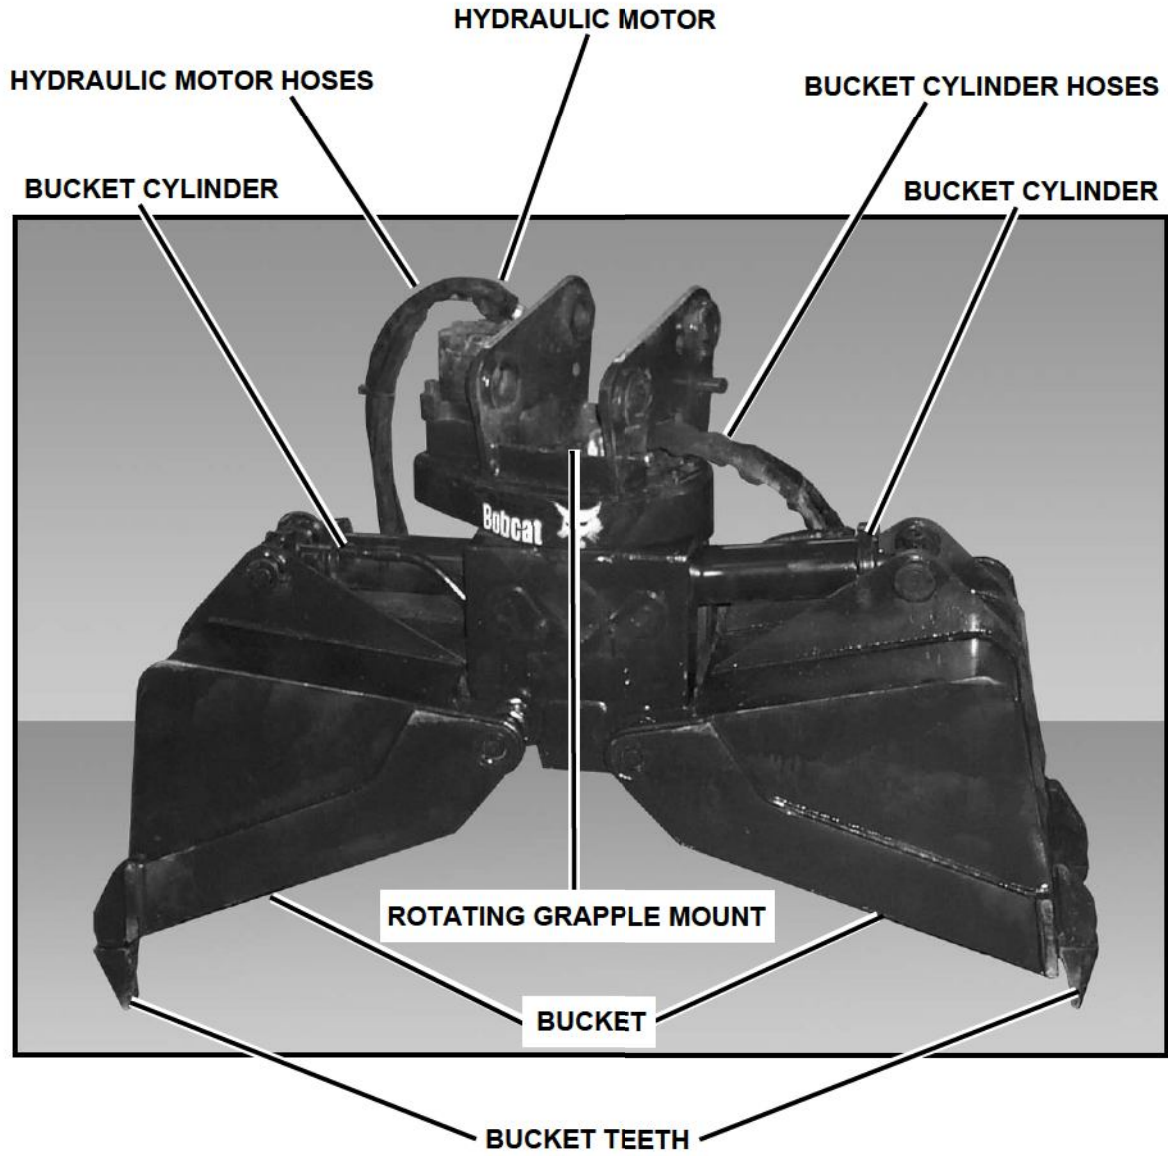 HYDRAULIC MOTOR
HYDRAULIC MOTOR HOSES
BUCKET CYLINDER HOSES
BUCKET CYLINDER
BUCKET CYLINDER
Bobcat
ROTATING GRAPPLE MOUNT
BUCKET
BUCKET TEETH